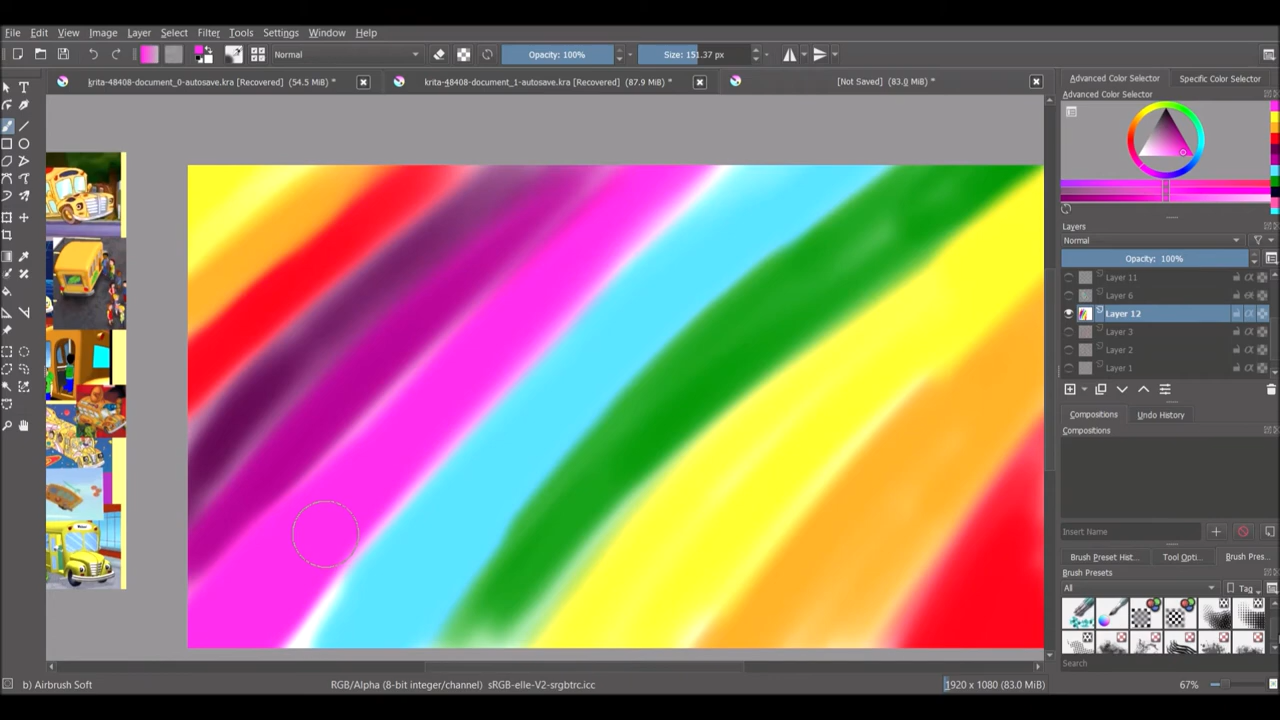 File Edit View Image Layer Select Filter Tools Settings Window Help
Normal Opacity: 100% Size: 151.37 px
krita-48408-document_0-autosave.kra [Recovered] (54.5 MiB) *
krita-48408-document_1-autosave.kra [Recovered] (87.9 MiB) *
[Not Saved] (83.0 MiB) *
Advanced Color Selector Specific Color Selector
Advanced Color Selector
Layers
Normal
Opacity: 100%
Layer 11
Layer 6
Layer 12
Layer 3
Layer 2
Layer 1
Compositions Undo History
Compositions
Insert Name
Brush Preset Hist... Tool Opti... Brush Pres...
Brush Presets
All Tag
Search
b) Airbrush Soft RGB/Alpha (8-bit integer/channel) sRGB-elle-V2-srgbtrc.icc 1920 x 1080 (83.0 MiB) 67%